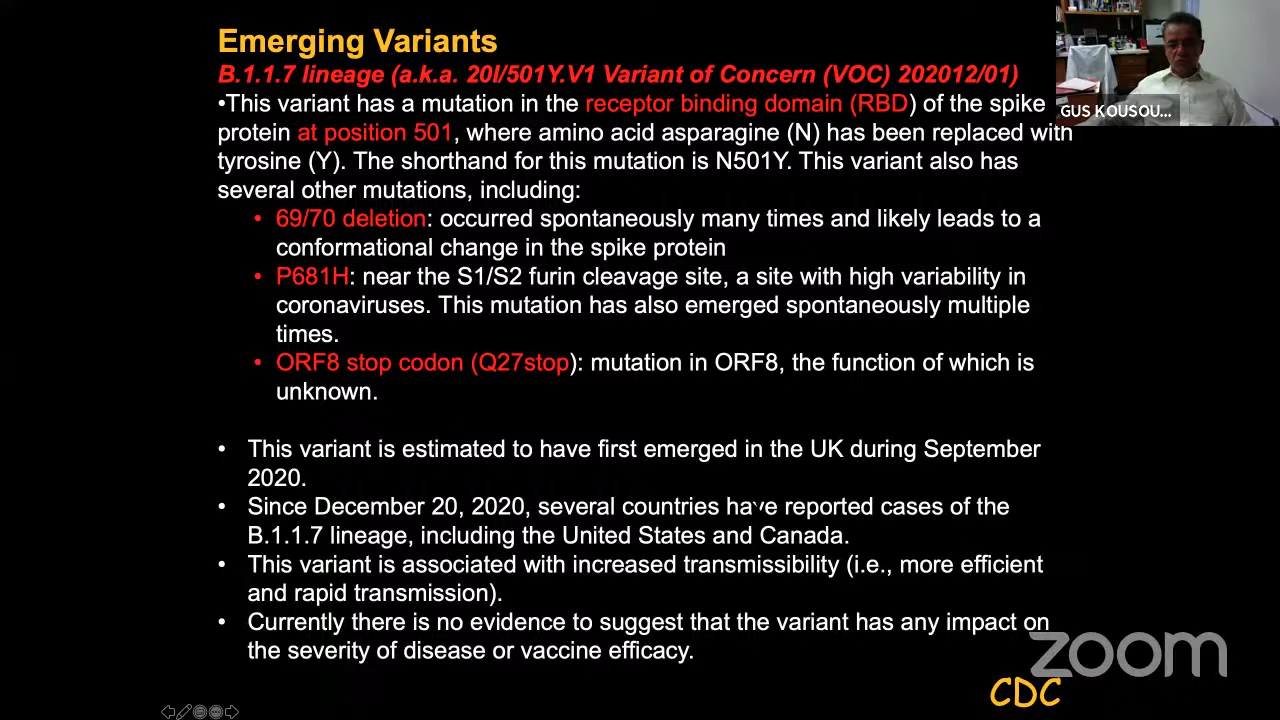 Emerging Variants
B.1.1.7 lineage (a.k.a. 20I/501Y.V1 Variant of Concern (VOC) 202012/01)
•This variant has a mutation in the receptor binding domain (RBD) of the spike
protein at position 501, where amino acid asparagine (N) has been replaced with
tyrosine (Y). The shorthand for this mutation is N501Y. This variant also has
several other mutations, including:
• 69/70 deletion: occurred spontaneously many times and likely leads to a
conformational change in the spike protein
• P681H: near the S1/S2 furin cleavage site, a site with high variability in
coronaviruses. This mutation has also emerged spontaneously multiple
times.
• ORF8 stop codon (Q27stop): mutation in ORF8, the function of which is
unknown.
• This variant is estimated to have first emerged in the UK during September
2020.
• Since December 20, 2020, several countries have reported cases of the
B.1.1.7 lineage, including the United States and Canada.
• This variant is associated with increased transmissibility (i.e., more efficient
and rapid transmission).
• Currently there is no evidence to suggest that the variant has any impact on
the severity of disease or vaccine efficacy.
CDC
GUS KOUSOU...
zoom